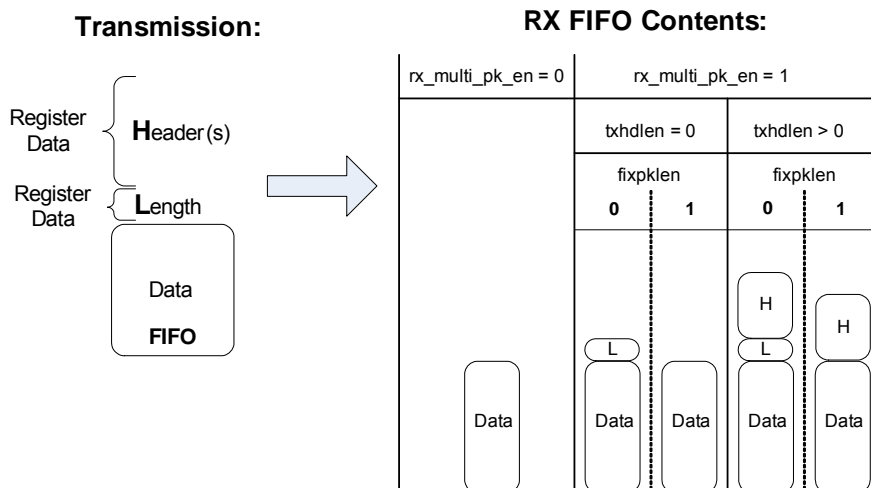 Transmission:
RX FIFO Contents:
rx_multi_pk_en = 0
rx_multi_pk_en = 1
Register
Data
Header(s)
txhdlen = 0
txhdlen > 0
fixpklen
fixpklen
0
1
0
1
Register
Data
Length
Data
FIFO
H
H
L
L
Data
Data
Data
Data
Data